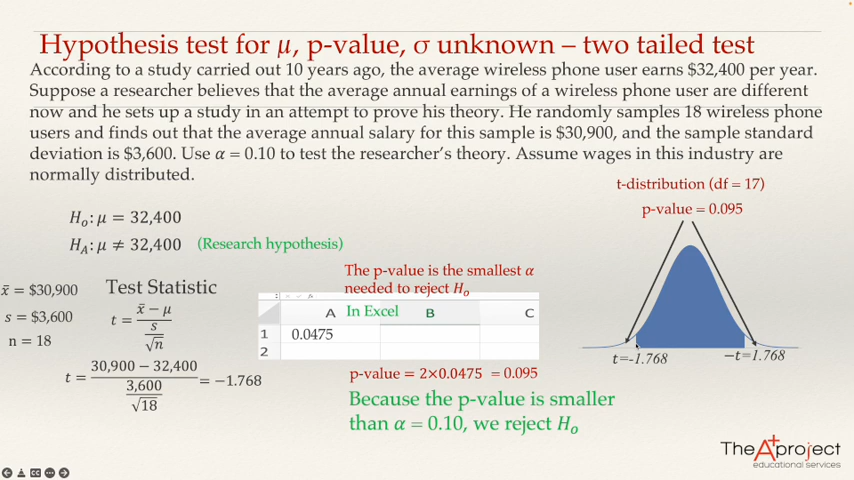 Hypothesis test for μ, p-value, σ unknown – two tailed test
According to a study carried out 10 years ago, the average wireless phone user earns $32,400 per year.
Suppose a researcher believes that the average annual earnings of a wireless phone user are different
now and he sets up a study in an attempt to prove his theory. He randomly samples 18 wireless phone
users and finds out that the average annual salary for this sample is $30,900, and the sample standard
deviation is $3,600. Use α = 0.10 to test the researcher's theory. Assume wages in this industry are
normally distributed.
t-distribution (df = 17)
p-value = 0.095
Hₒ: μ = 32,400
H_A: μ ≠ 32,400 (Research hypothesis)
x̄ = $30,900
s = $3,600
n = 18
Test Statistic
t = (x̄ − μ) / (s / √n)
t = (30,900 − 32,400) / (3,600 / √18) = −1.768
The p-value is the smallest α
needed to reject Hₒ
A In Excel B C
1 0.0475
2
p-value = 2×0.0475 = 0.095
Because the p-value is smaller
than α = 0.10, we reject Hₒ
t=-1.768
−t=1.768
The A+ project
educational services
CC